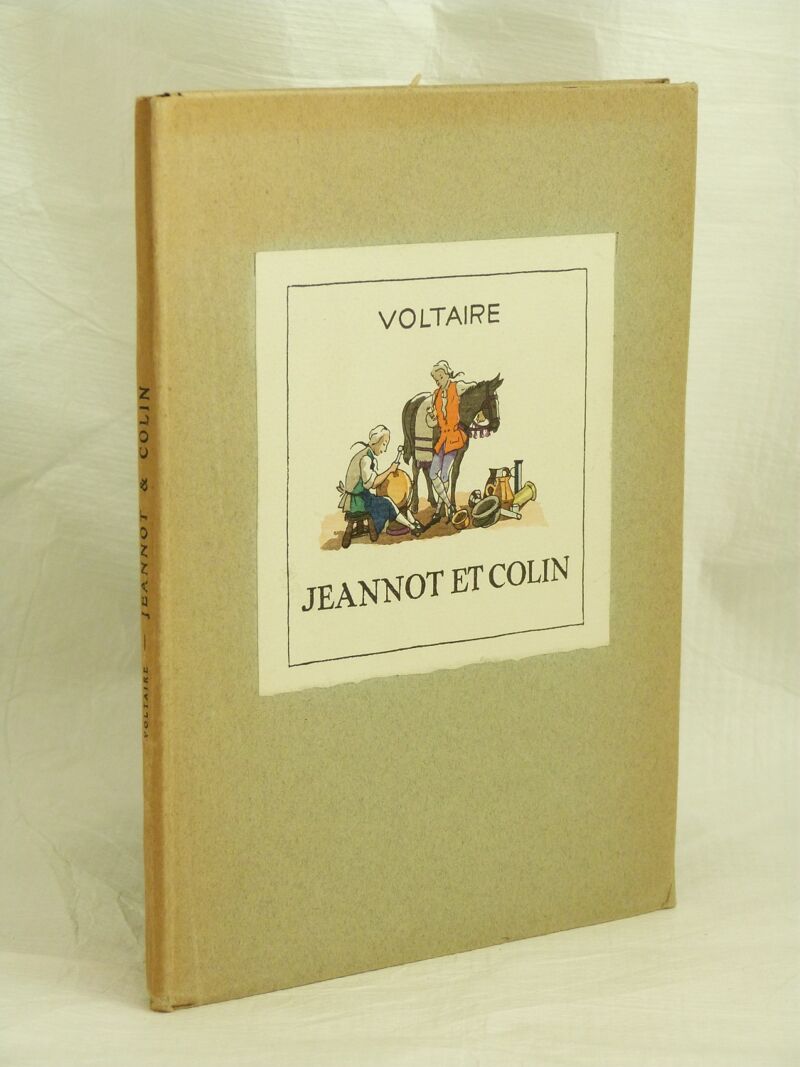 VOLTAIRE
JEANNOT ET COLIN
VOLTAIRE — JEANNOT & COLIN